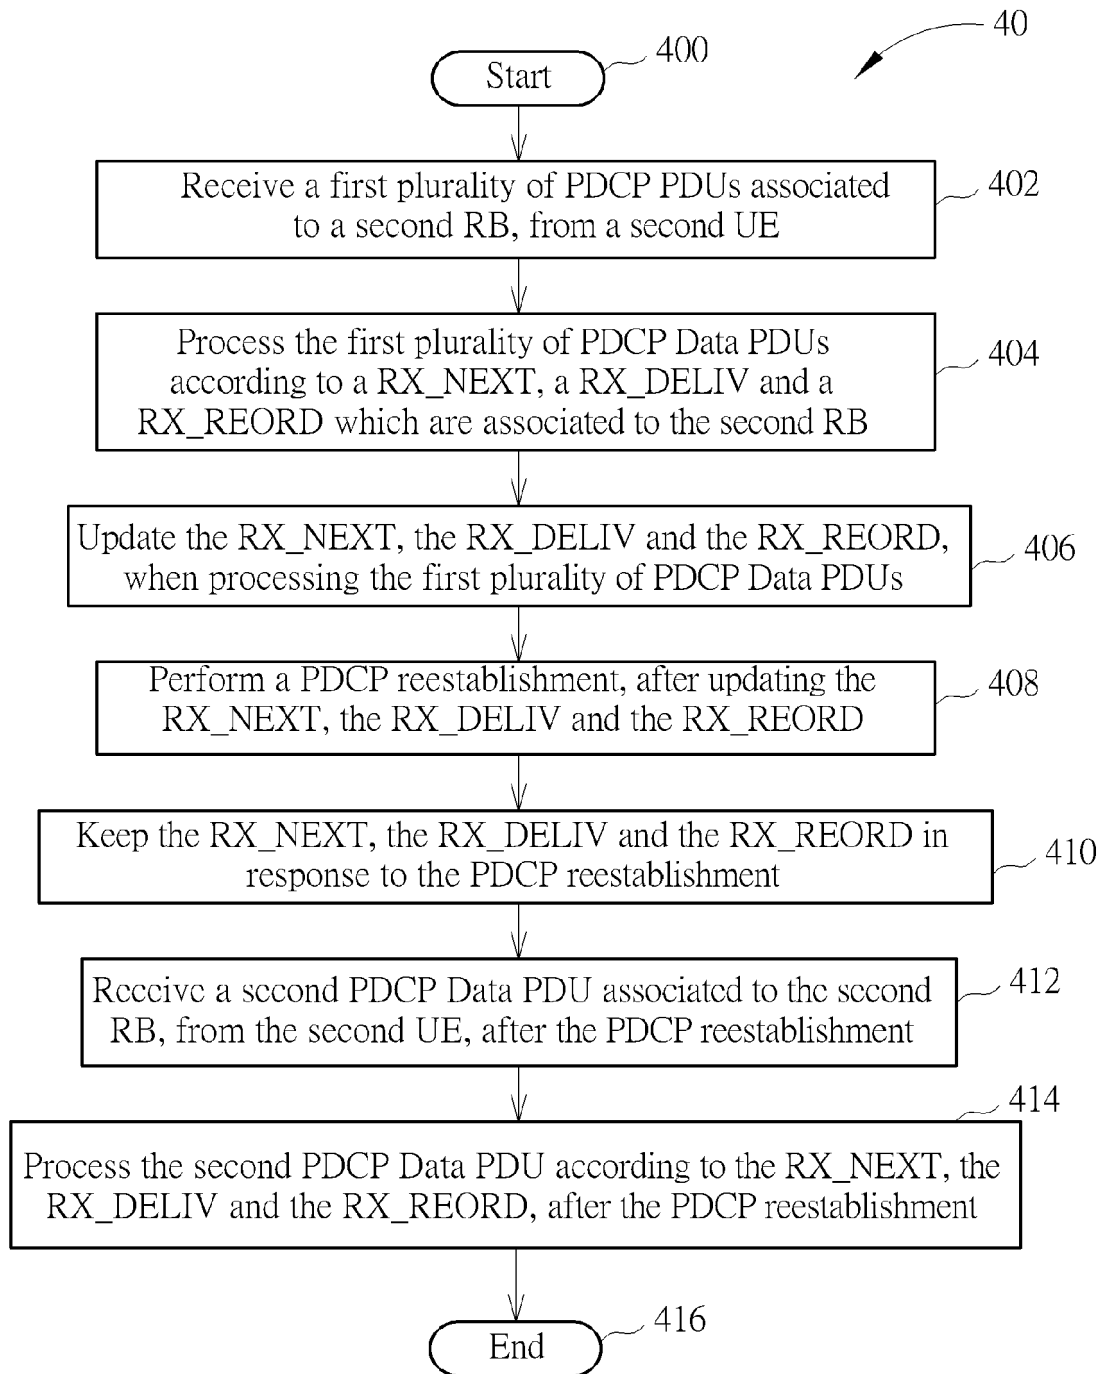 40
400
Start
Receive a first plurality of PDCP PDUs associated
to a second RB, from a second UE
402
Process the first plurality of PDCP Data PDUs
according to a RX_NEXT, a RX_DELIV and a
RX_REORD which are associated to the second RB
404
Update the RX_NEXT, the RX_DELIV and the RX_REORD,
when processing the first plurality of PDCP Data PDUs
406
Perform a PDCP reestablishment, after updating the
RX_NEXT, the RX_DELIV and the RX_REORD
408
Keep the RX_NEXT, the RX_DELIV and the RX_REORD in
response to the PDCP reestablishment
410
Receive a second PDCP Data PDU associated to the second
RB, from the second UE, after the PDCP reestablishment
412
414
Process the second PDCP Data PDU according to the RX_NEXT, the
RX_DELIV and the RX_REORD, after the PDCP reestablishment
End
416